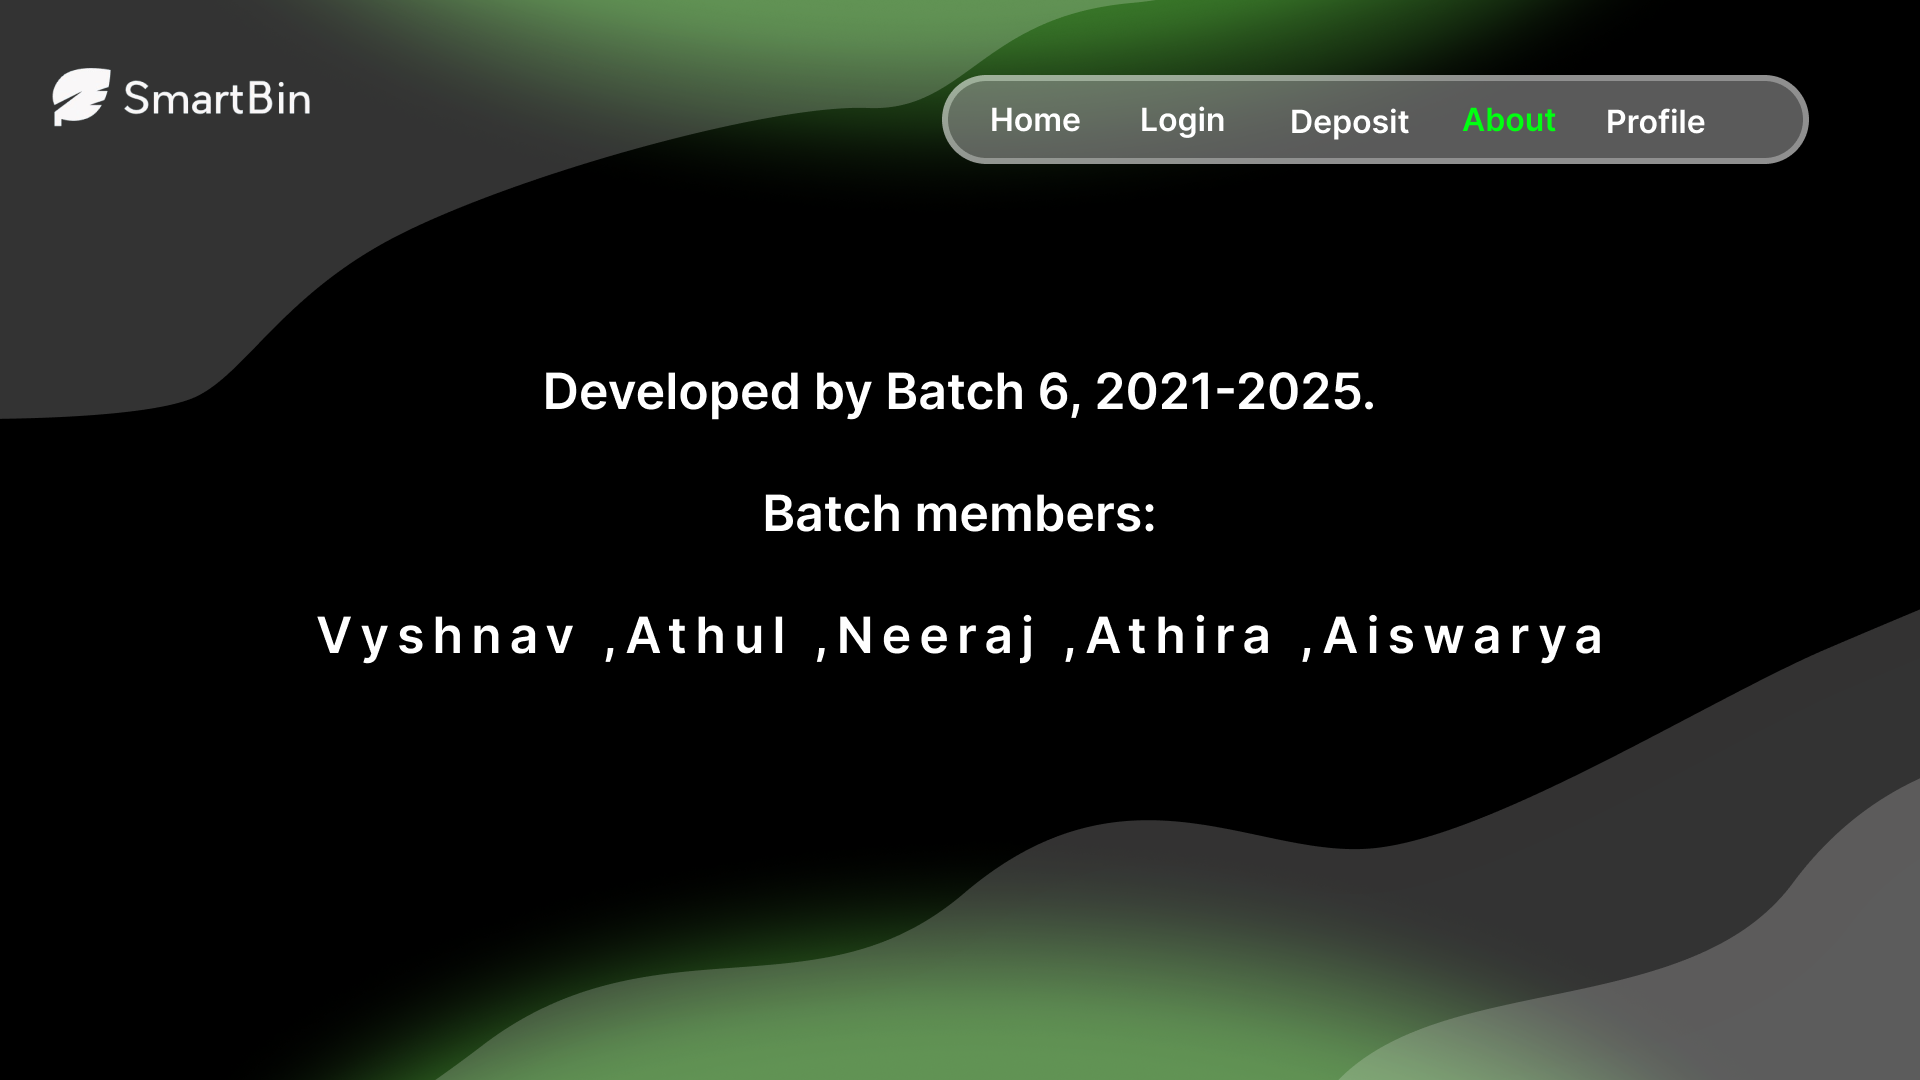 SmartBin
Home Login Deposit About Profile
Developed by Batch 6, 2021-2025.
Batch members:
Vyshnav ,Athul ,Neeraj ,Athira ,Aiswarya